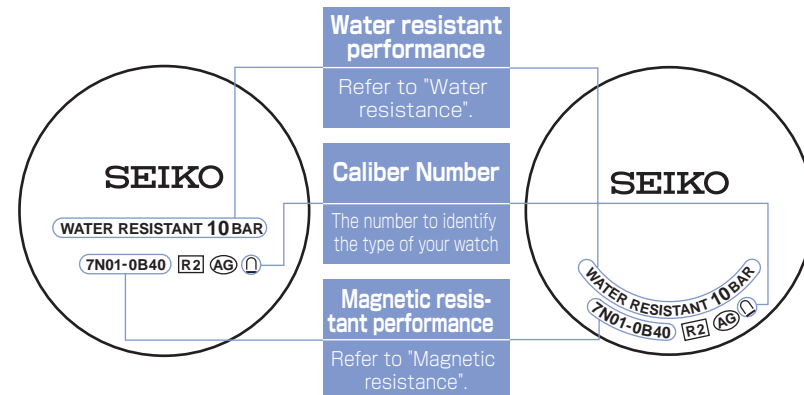 Water resistant
performance
Refer to "Water
resistance".
SEIKO
WATER RESISTANT 10 BAR
7N01-0B40 R2 AG
Caliber Number
The number to identify
the type of your watch
Magnetic resis-
tant performance
Refer to "Magnetic
resistance".
SEIKO
WATER RESISTANT 10 BAR
7N01-0B40 R2 AG